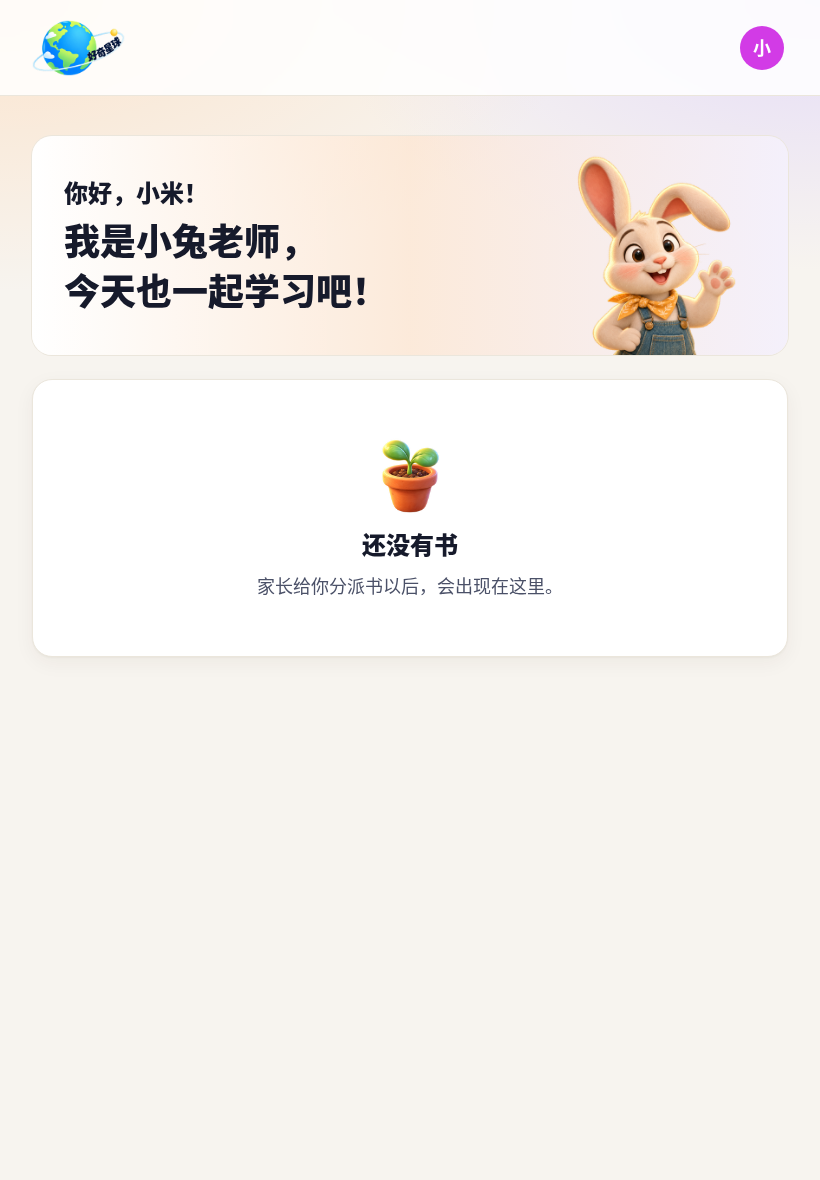 好奇星球
小
你好，小米！
我是小兔老师，
今天也一起学习吧！
还没有书
家长给你分派书以后，会出现在这里。